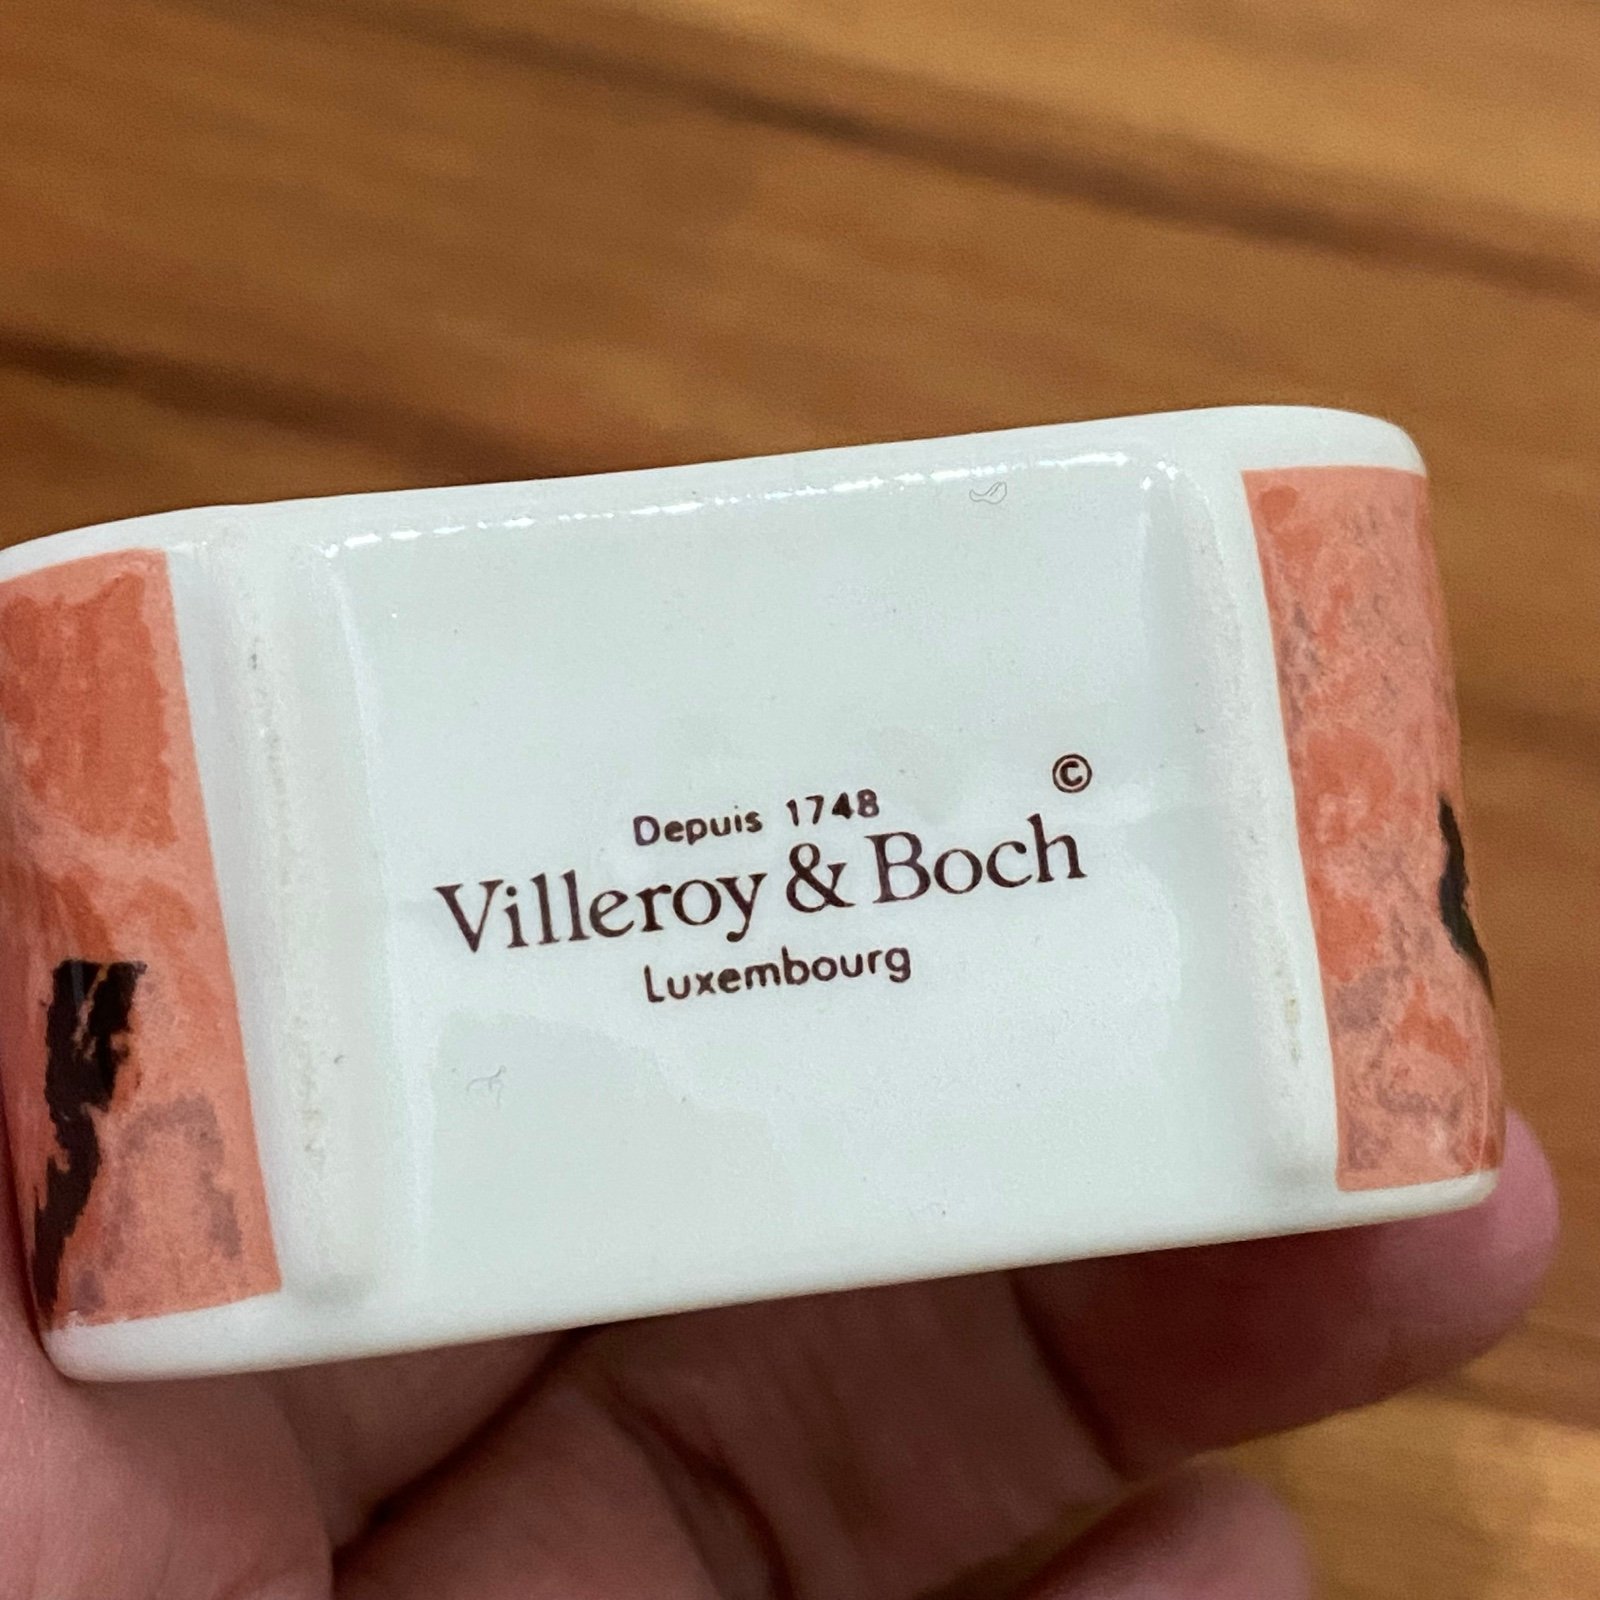 Depuis 1748 ©
Villeroy & Boch
Luxembourg